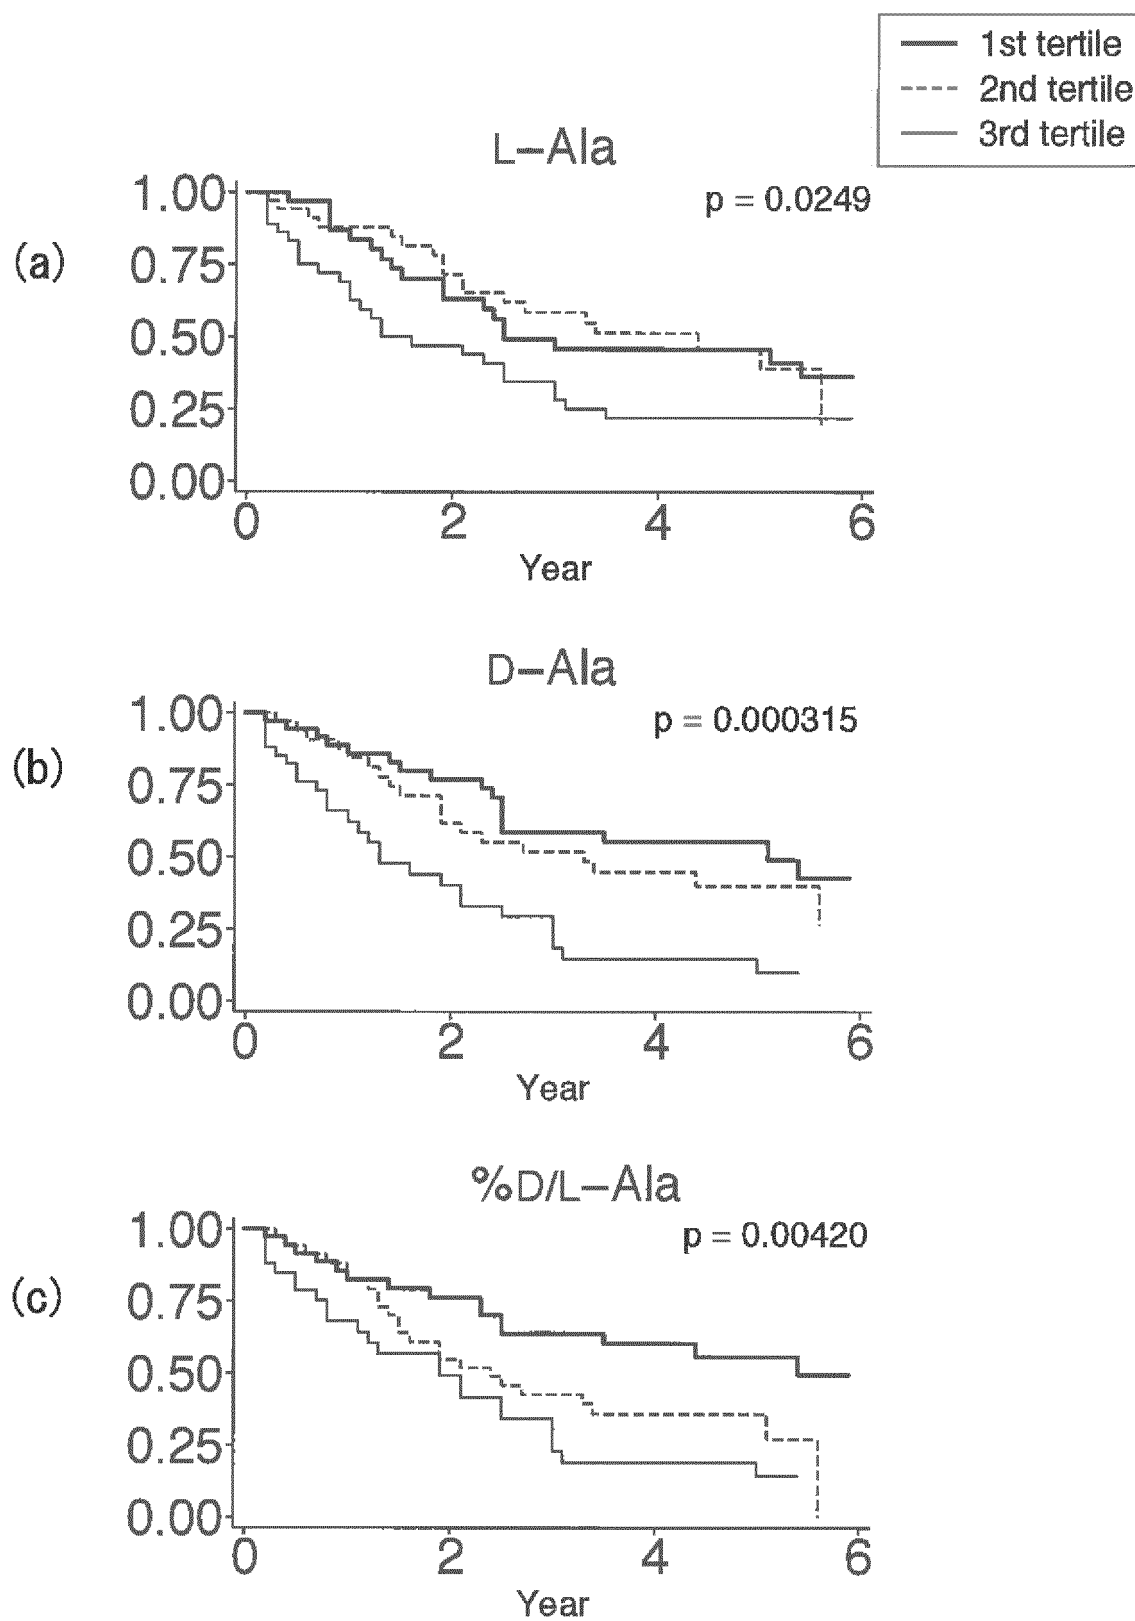 1st tertile
2nd tertile
3rd tertile
L-Ala
(a)
p = 0.0249
1.00
0.75
0.50
0.25
0.00
0 2 4 6
Year
D-Ala
(b)
p = 0.000315
1.00
0.75
0.50
0.25
0.00
0 2 4 6
Year
%D/L-Ala
(c)
p = 0.00420
1.00
0.75
0.50
0.25
0.00
0 2 4 6
Year